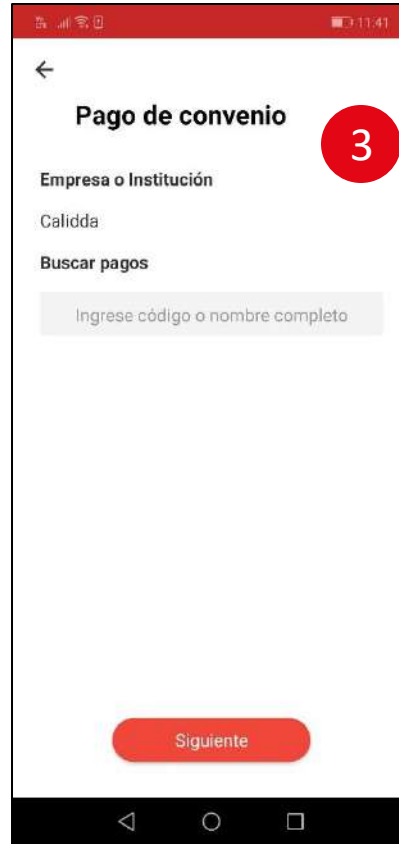 11:41
Pago de convenio
3
Empresa o Institución
Calidda
Buscar pagos
Ingrese código o nombre completo
Siguiente